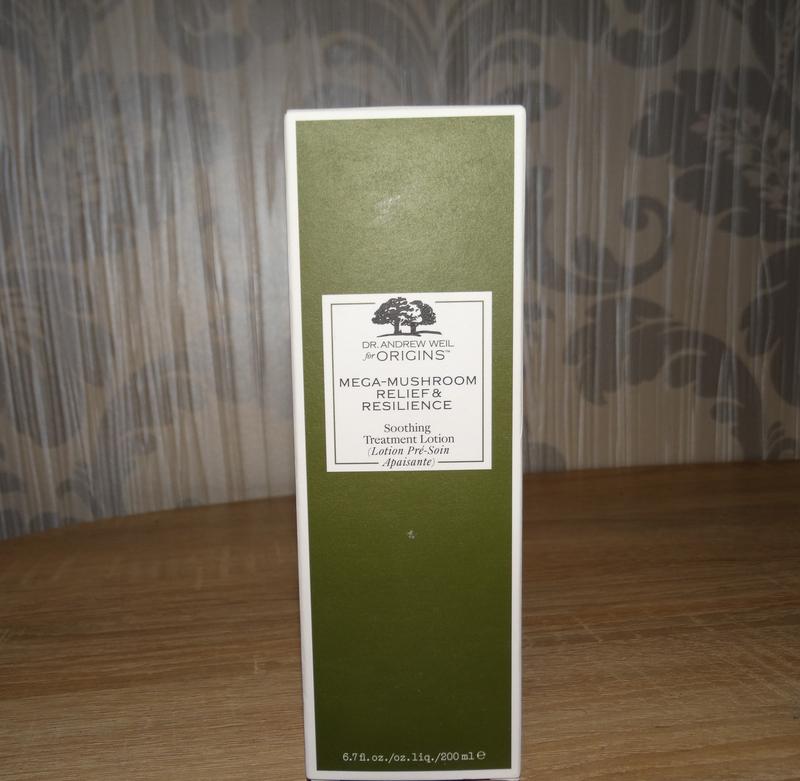 DR. ANDREW WEIL
for ORIGINS™
MEGA-MUSHROOM
RELIEF &
RESILIENCE
Soothing
Treatment Lotion
(Lotion Pré-Soin
Apaisante)
6.7 fl. oz./oz. liq./200 ml ℮